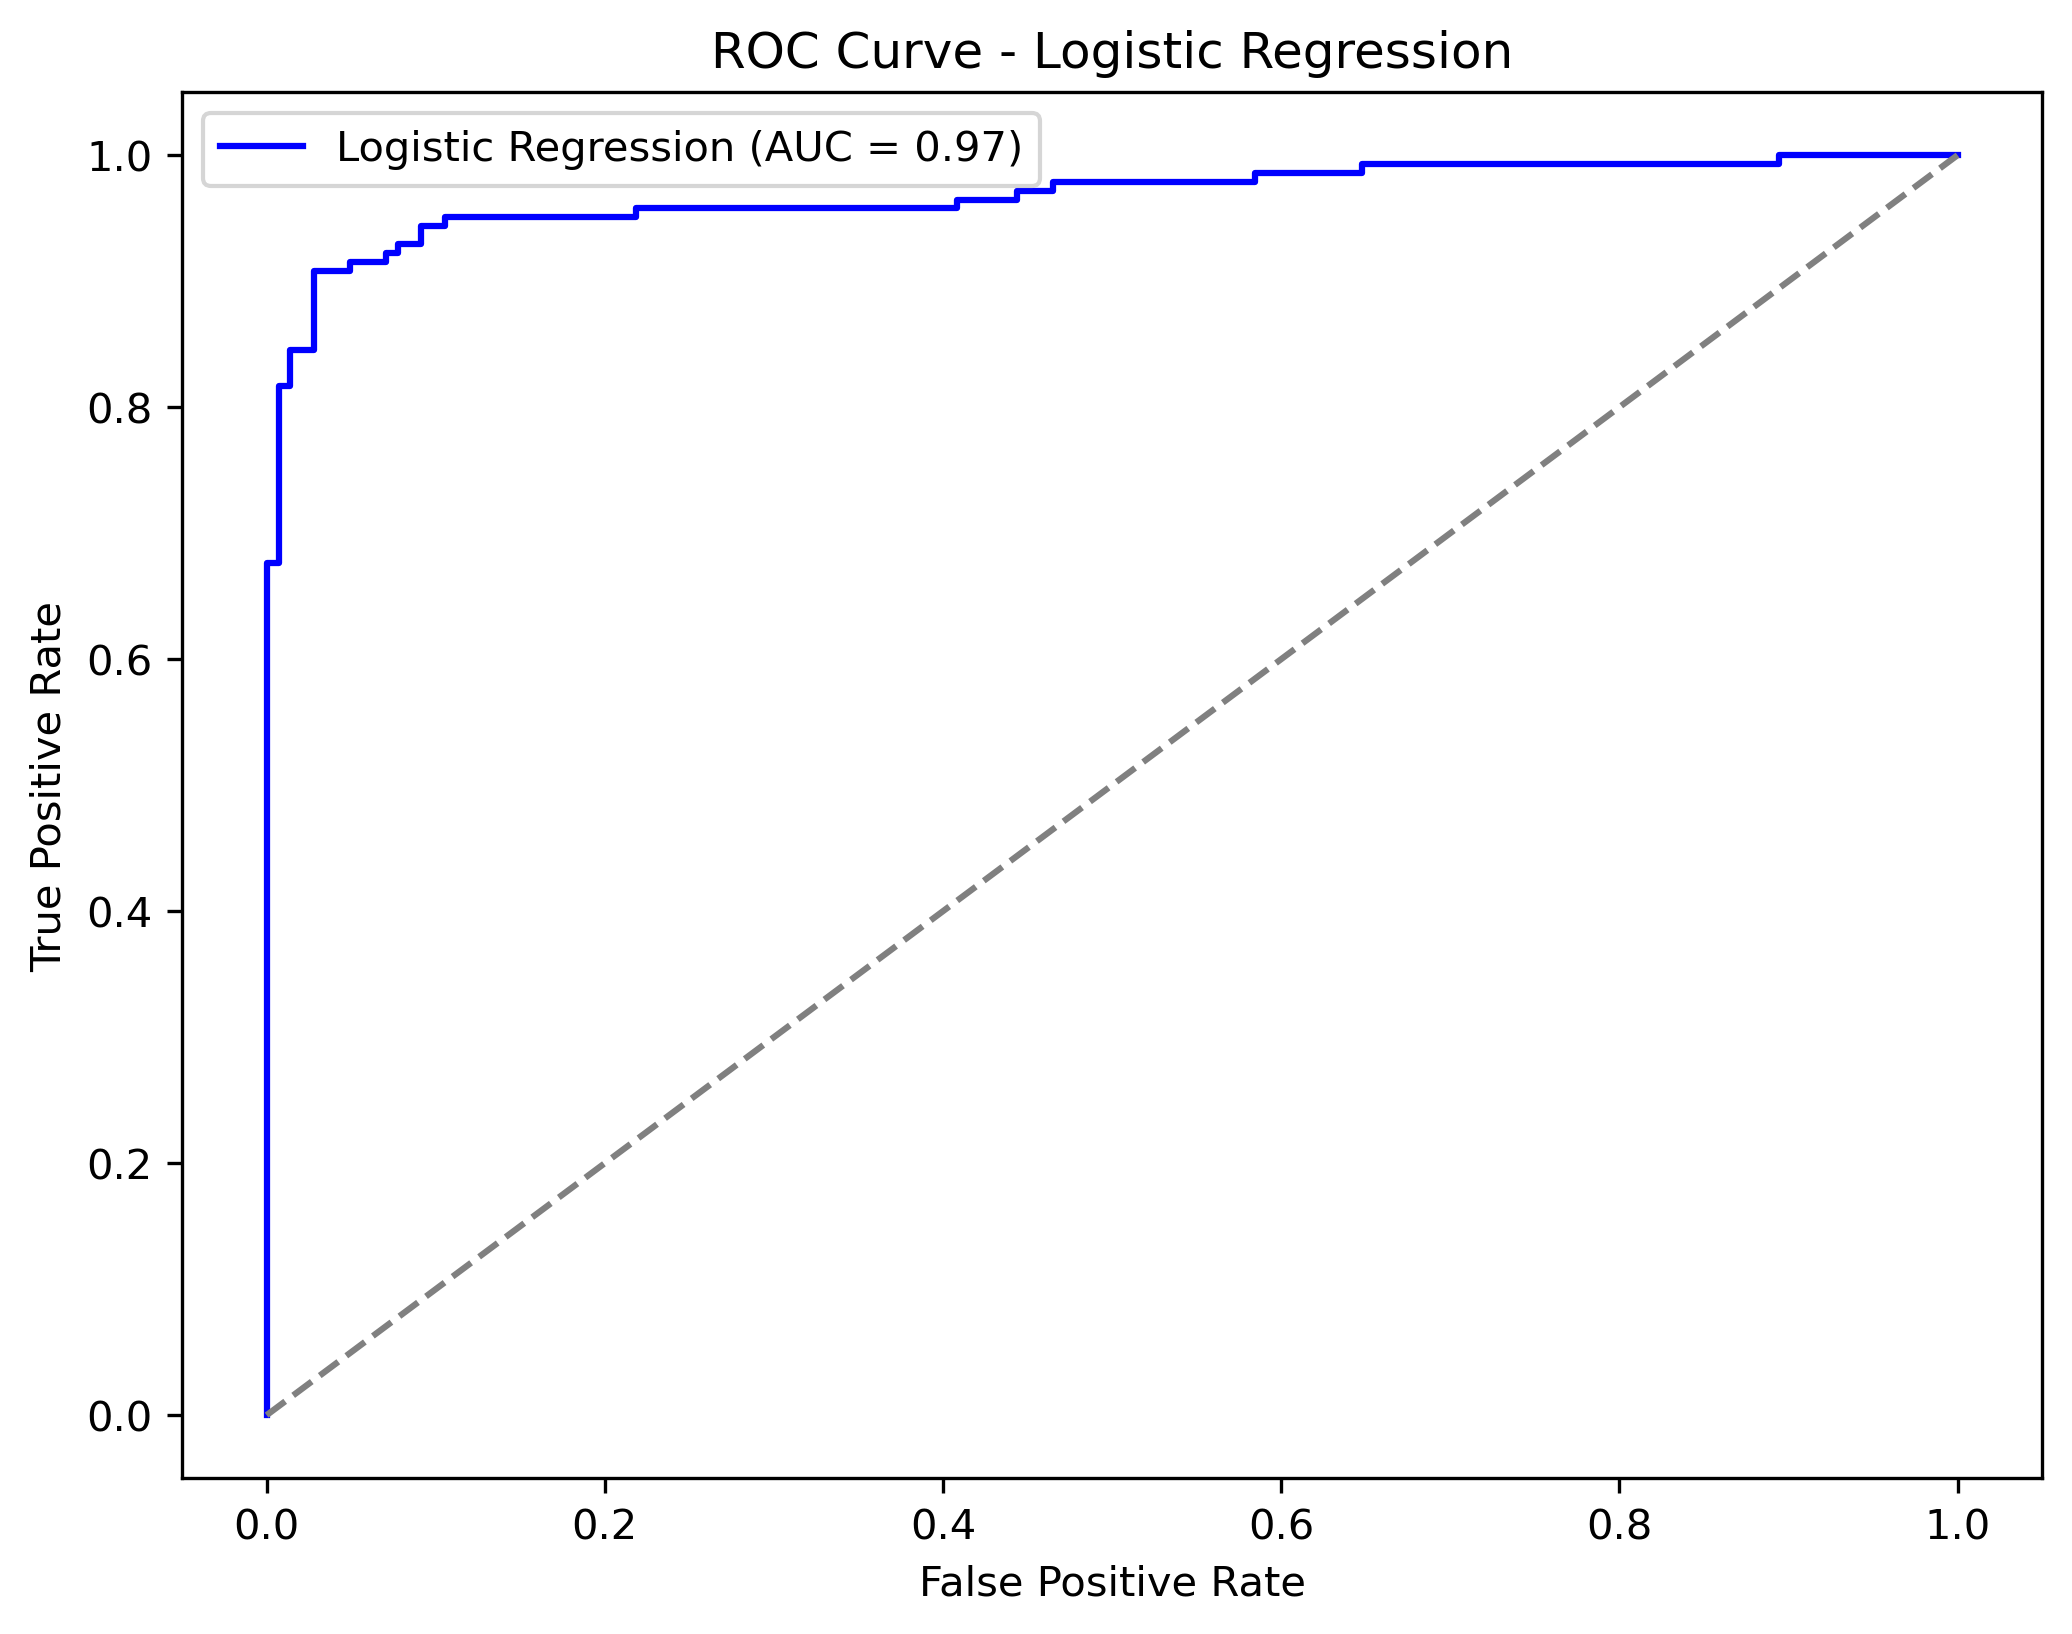 ROC Curve - Logistic Regression
Logistic Regression (AUC = 0.97)
1.0
0.8
0.6
0.4
0.2
0.0
True Positive Rate
0.0 0.2 0.4 0.6 0.8 1.0
False Positive Rate